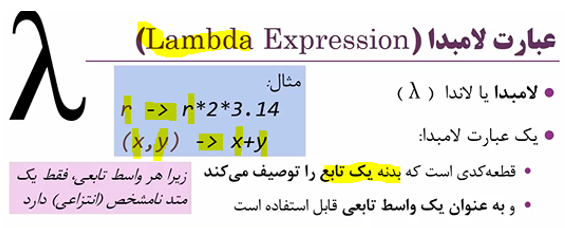 λ
عبارت لامبدا (Lambda Expression)
لامبدا یا لاندا ( λ )
یک عبارت لامبدا:
مثال:
r -> r*2*3.14
(x,y) -> x+y
قطعه‌کدی است که بدنه یک تابع را توصیف می‌کند
و به عنوان یک واسط تابعی قابل استفاده است
زیرا هر واسط تابعی، فقط یک
متد نامشخص (انتزاعی) دارد